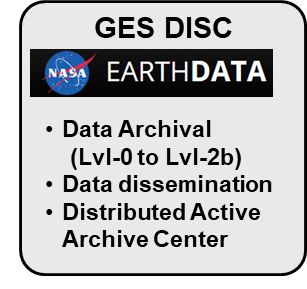 GES DISC
NASA EARTHDATA
• Data Archival
(Lvl-0 to Lvl-2b)
• Data dissemination
• Distributed Active
Archive Center